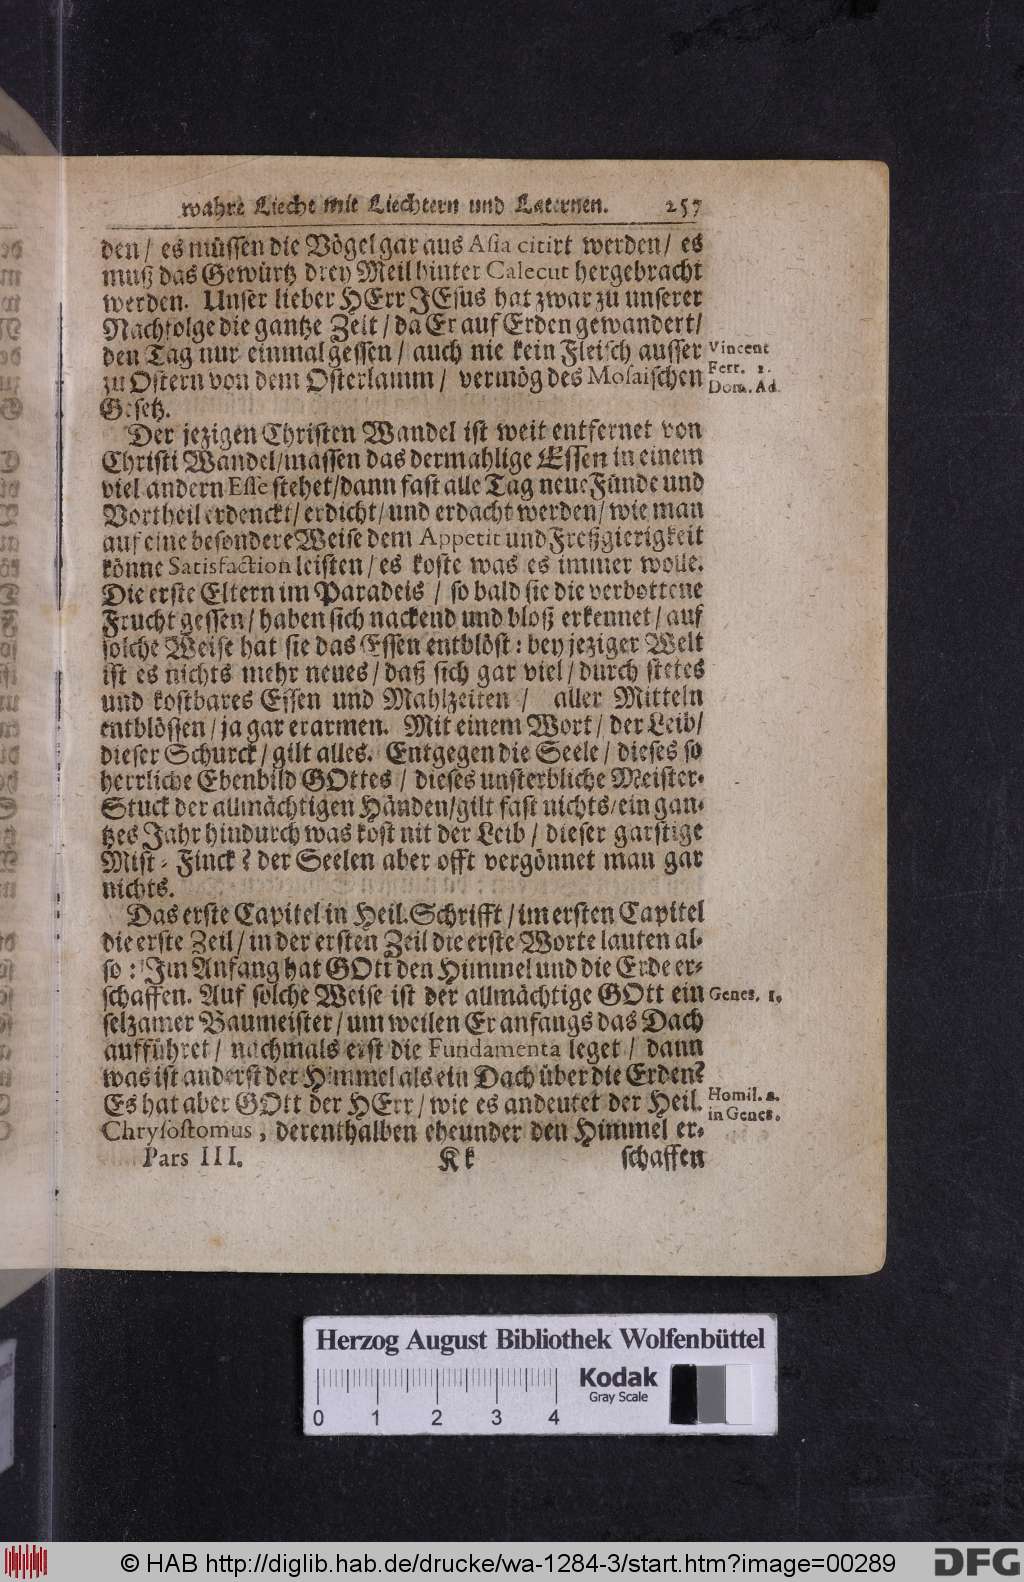 wahre Liecht mit Liechtern und Laternen. 257
den / es müssen die Vögel gar aus Asia citirt werden / es
muß das Gewürtz drey Meil hinter Calecut hergebracht
werden. Unser lieber HErr JEsus hat zwar zu unserer
Nachfolge die gantze Zeit / da Er auf Erden gewandert /
den Tag nur einmal gessen / auch nie kein Fleisch ausser
zu Ostern von dem Osterlamm / vermög des Mosaischen
Gesetz.
Vincent
Ferr. 2.
Dom. Ad.
Der jezigen Christen Wandel ist weit entfernet von
Christi Wandel / massen das dermahlige Essen in einem
viel andern Esse stehet / dann fast alle Tag neue Fünde und
Vortheil erdenckt / erdicht / und erdacht werden / wie man
auf eine besondere Weise dem Appetit und Freßgierigkeit
könne Satisfaction leisten / es koste was es immer wolle.
Die erste Eltern im Paradeis / so bald sie die verbottene
Frucht gessen / haben sich nackend und bloß erkennet / auf
solche Weise hat sie das Essen entblöst : bey jeziger Welt
ist es nichts mehr neues / daß sich gar viel / durch stetes
und kostbares Essen und Mahlzeiten / aller Mitteln
entblössen / ja gar erarmen. Mit einem Wort / der Leib /
dieser Schurck / gilt alles. Entgegen die Seele / dieses so
herrliche Ebenbild GOttes / dieses unsterbliche Meister-
Stuck der allmächtigen Händen / gilt fast nichts / ein gan-
tzes Jahr hindurch was kost nit der Leib / dieser garstige
Mist-Finck? der Seelen aber offt vergönnet man gar
nichts.
Das erste Capitel in Heil. Schrifft / im ersten Capitel
die erste Zeil / in der ersten Zeil die erste Worte lauten al-
so : Im Anfang hat GOtt den Himmel und die Erde er-
schaffen. Auf solche Weise ist der allmächtige GOtt ein
Genes. 1.
selzamer Baumeister / um weilen Er anfangs das Dach
aufführet / nachmals erst die Fundamenta leget / dann
was ist anderst der Himmel als ein Dach über die Erden?
Es hat aber GOtt der HErr / wie es andeutet der Heil.
Homil. 2.
in Genes.
Chrysostomus, derenthalben eheunder den Himmel er-
Pars III. Kk schaffen
Herzog August Bibliothek Wolfenbüttel
0 1 2 3 4
Kodak
Gray Scale
© HAB http://diglib.hab.de/drucke/wa-1284-3/start.htm?image=00289
DFG